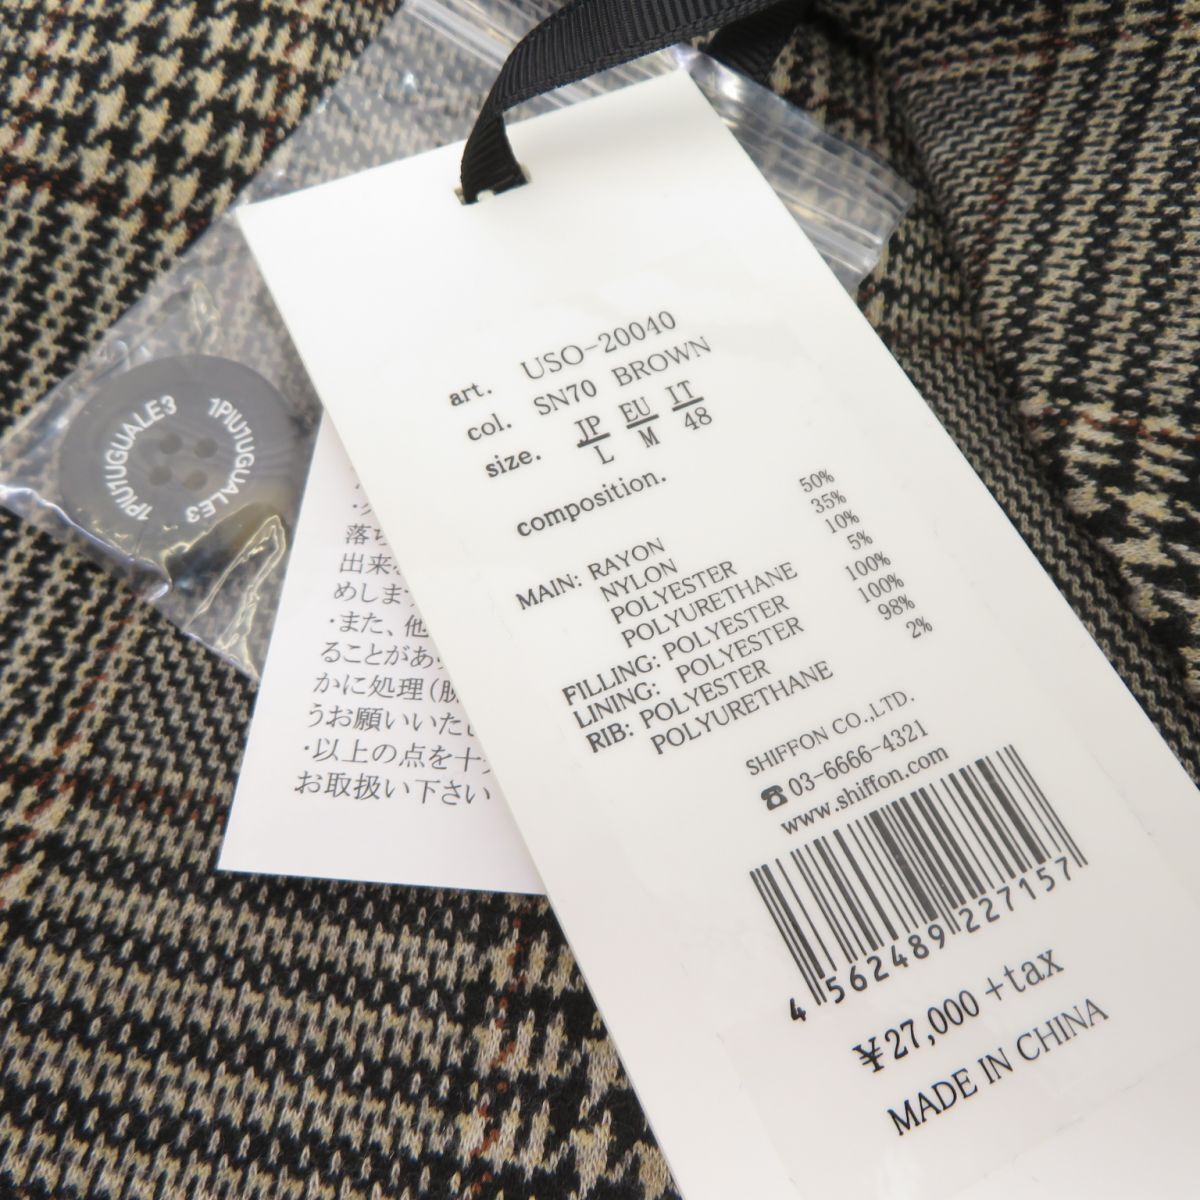 art. USO-20040
col. SN70 BROWN
size. JP EU IT
L M 48
composition.
MAIN: RAYON 50%
NYLON 35%
POLYESTER 10%
POLYURETHANE 5%
FILLING: POLYESTER 100%
LINING: POLYESTER 100%
RIB: POLYESTER 98%
POLYURETHANE 2%
SHIFFON CO.,LTD.
☎03-6666-4321
www.shiffon.com
4 562489 227157
¥27,000 +tax
MADE IN CHINA
1PIU1UGUALE3
1PIU1UGUALE3
落ち
出来
めします
・また、他
ることがあ
かに処理(脱
うお願いいたし
・以上の点を十
お取扱い下さい